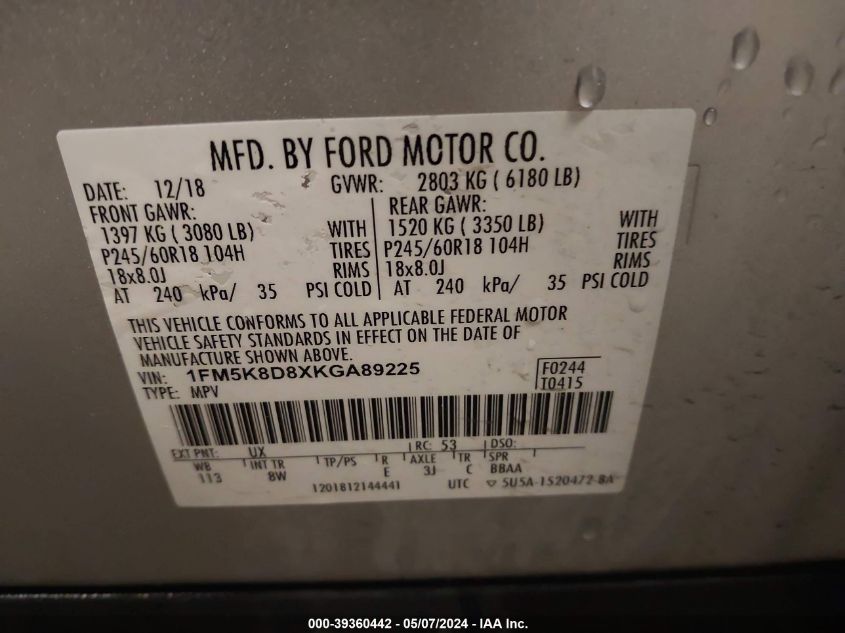 MFD. BY FORD MOTOR CO.
DATE: 12/18 GVWR: 2803 KG ( 6180 LB)
FRONT GAWR: REAR GAWR:
1397 KG ( 3080 LB) WITH 1520 KG ( 3350 LB) WITH
P245/60R18 104H TIRES P245/60R18 104H TIRES
18x8.0J RIMS 18x8.0J RIMS
AT 240 kPa/ 35 PSI COLD AT 240 kPa/ 35 PSI COLD
THIS VEHICLE CONFORMS TO ALL APPLICABLE FEDERAL MOTOR
VEHICLE SAFETY STANDARDS IN EFFECT ON THE DATE OF
MANUFACTURE SHOWN ABOVE.
VIN: 1FM5K8D8XKGA89225 F0244
TYPE: MPV T0415
EXT PNT: UX RC: 53 DSO:
WB INT TR TP/PS R AXLE TR SPR
113 8W E 3J C BBAA
1201812144441 UTC ▽ 5U5A-1520472-BA
000-39360442 - 05/07/2024 - IAA Inc.